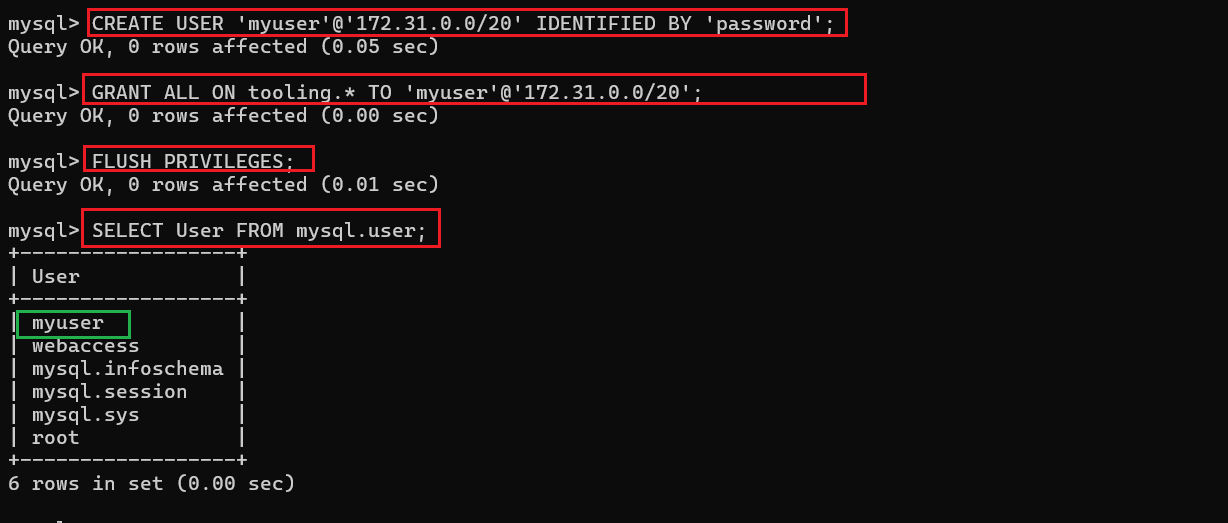 mysql> CREATE USER 'myuser'@'172.31.0.0/20' IDENTIFIED BY 'password';
Query OK, 0 rows affected (0.05 sec)
mysql> GRANT ALL ON tooling.* TO 'myuser'@'172.31.0.0/20';
Query OK, 0 rows affected (0.00 sec)
mysql> FLUSH PRIVILEGES;
Query OK, 0 rows affected (0.01 sec)
mysql> SELECT User FROM mysql.user;
+------------------+
| User             |
+------------------+
| myuser           |
| webaccess        |
| mysql.infoschema |
| mysql.session    |
| mysql.sys        |
| root             |
+------------------+
6 rows in set (0.00 sec)